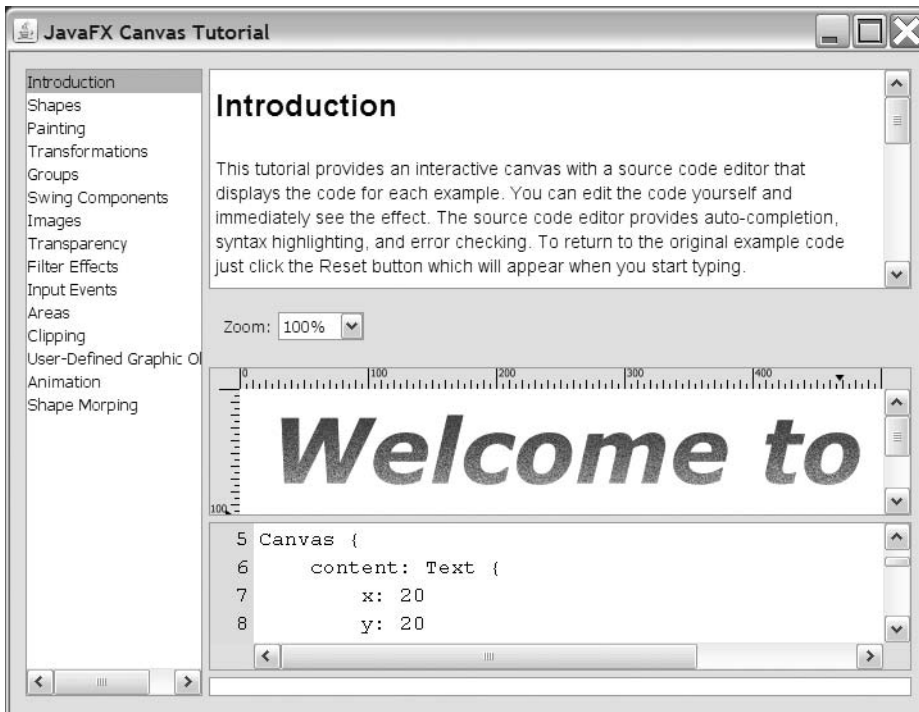 JavaFX Canvas Tutorial
Introduction
Shapes
Painting
Transformations
Groups
Swing Components
Images
Transparency
Filter Effects
Input Events
Areas
Clipping
User-Defined Graphic Ol
Animation
Shape Morping
Introduction
This tutorial provides an interactive canvas with a source code editor that
displays the code for each example. You can edit the code yourself and
immediately see the effect. The source code editor provides auto-completion,
syntax highlighting, and error checking. To return to the original example code
just click the Reset button which will appear when you start typing.
Zoom: 100%
0 100 200 300 400
Welcome to
100
5 Canvas {
6 content: Text {
7 x: 20
8 y: 20